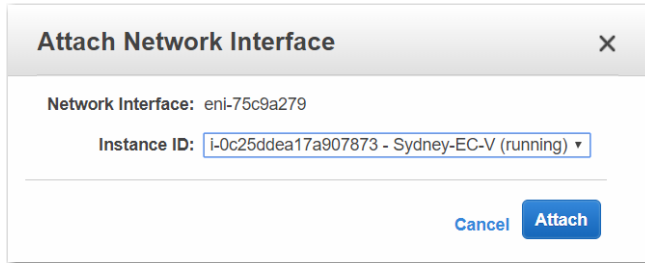 Attach Network Interface
Network Interface: eni-75c9a279
Instance ID: i-0c25ddea17a907873 - Sydney-EC-V (running)
Cancel Attach